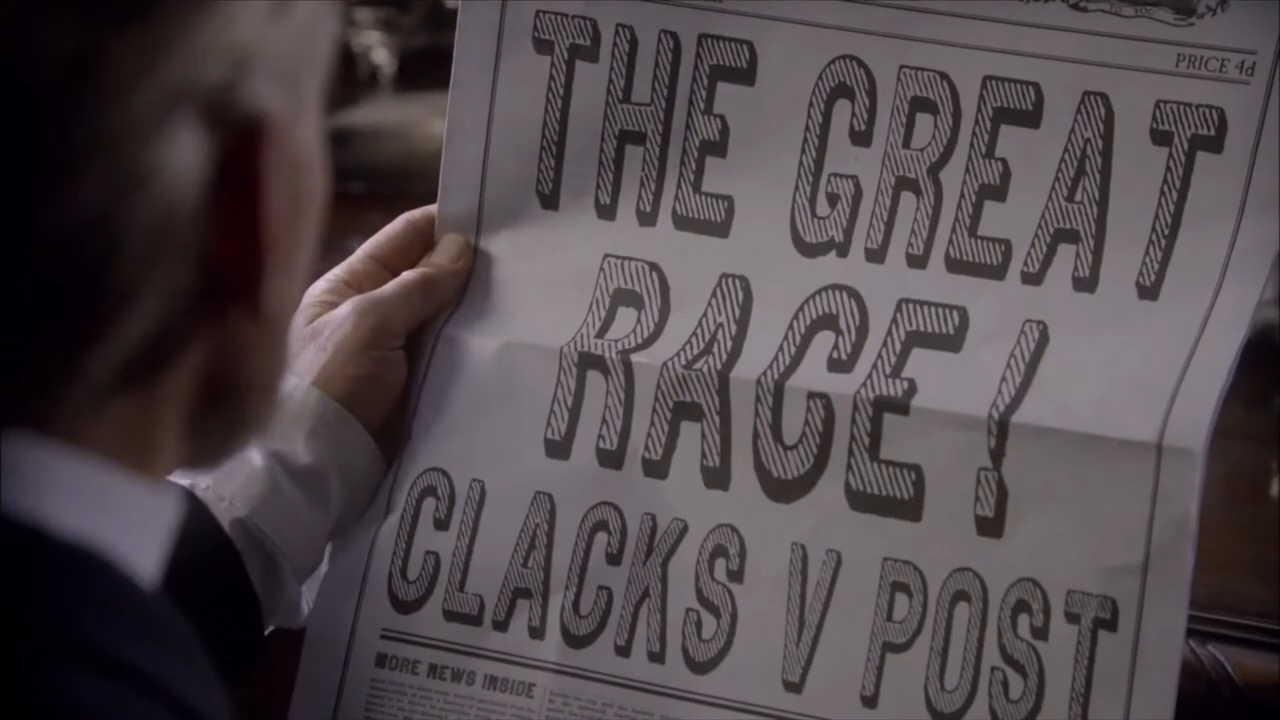 PRICE 4d
THE GREAT
RACE!
CLACKS V POST
MORE NEWS INSIDE